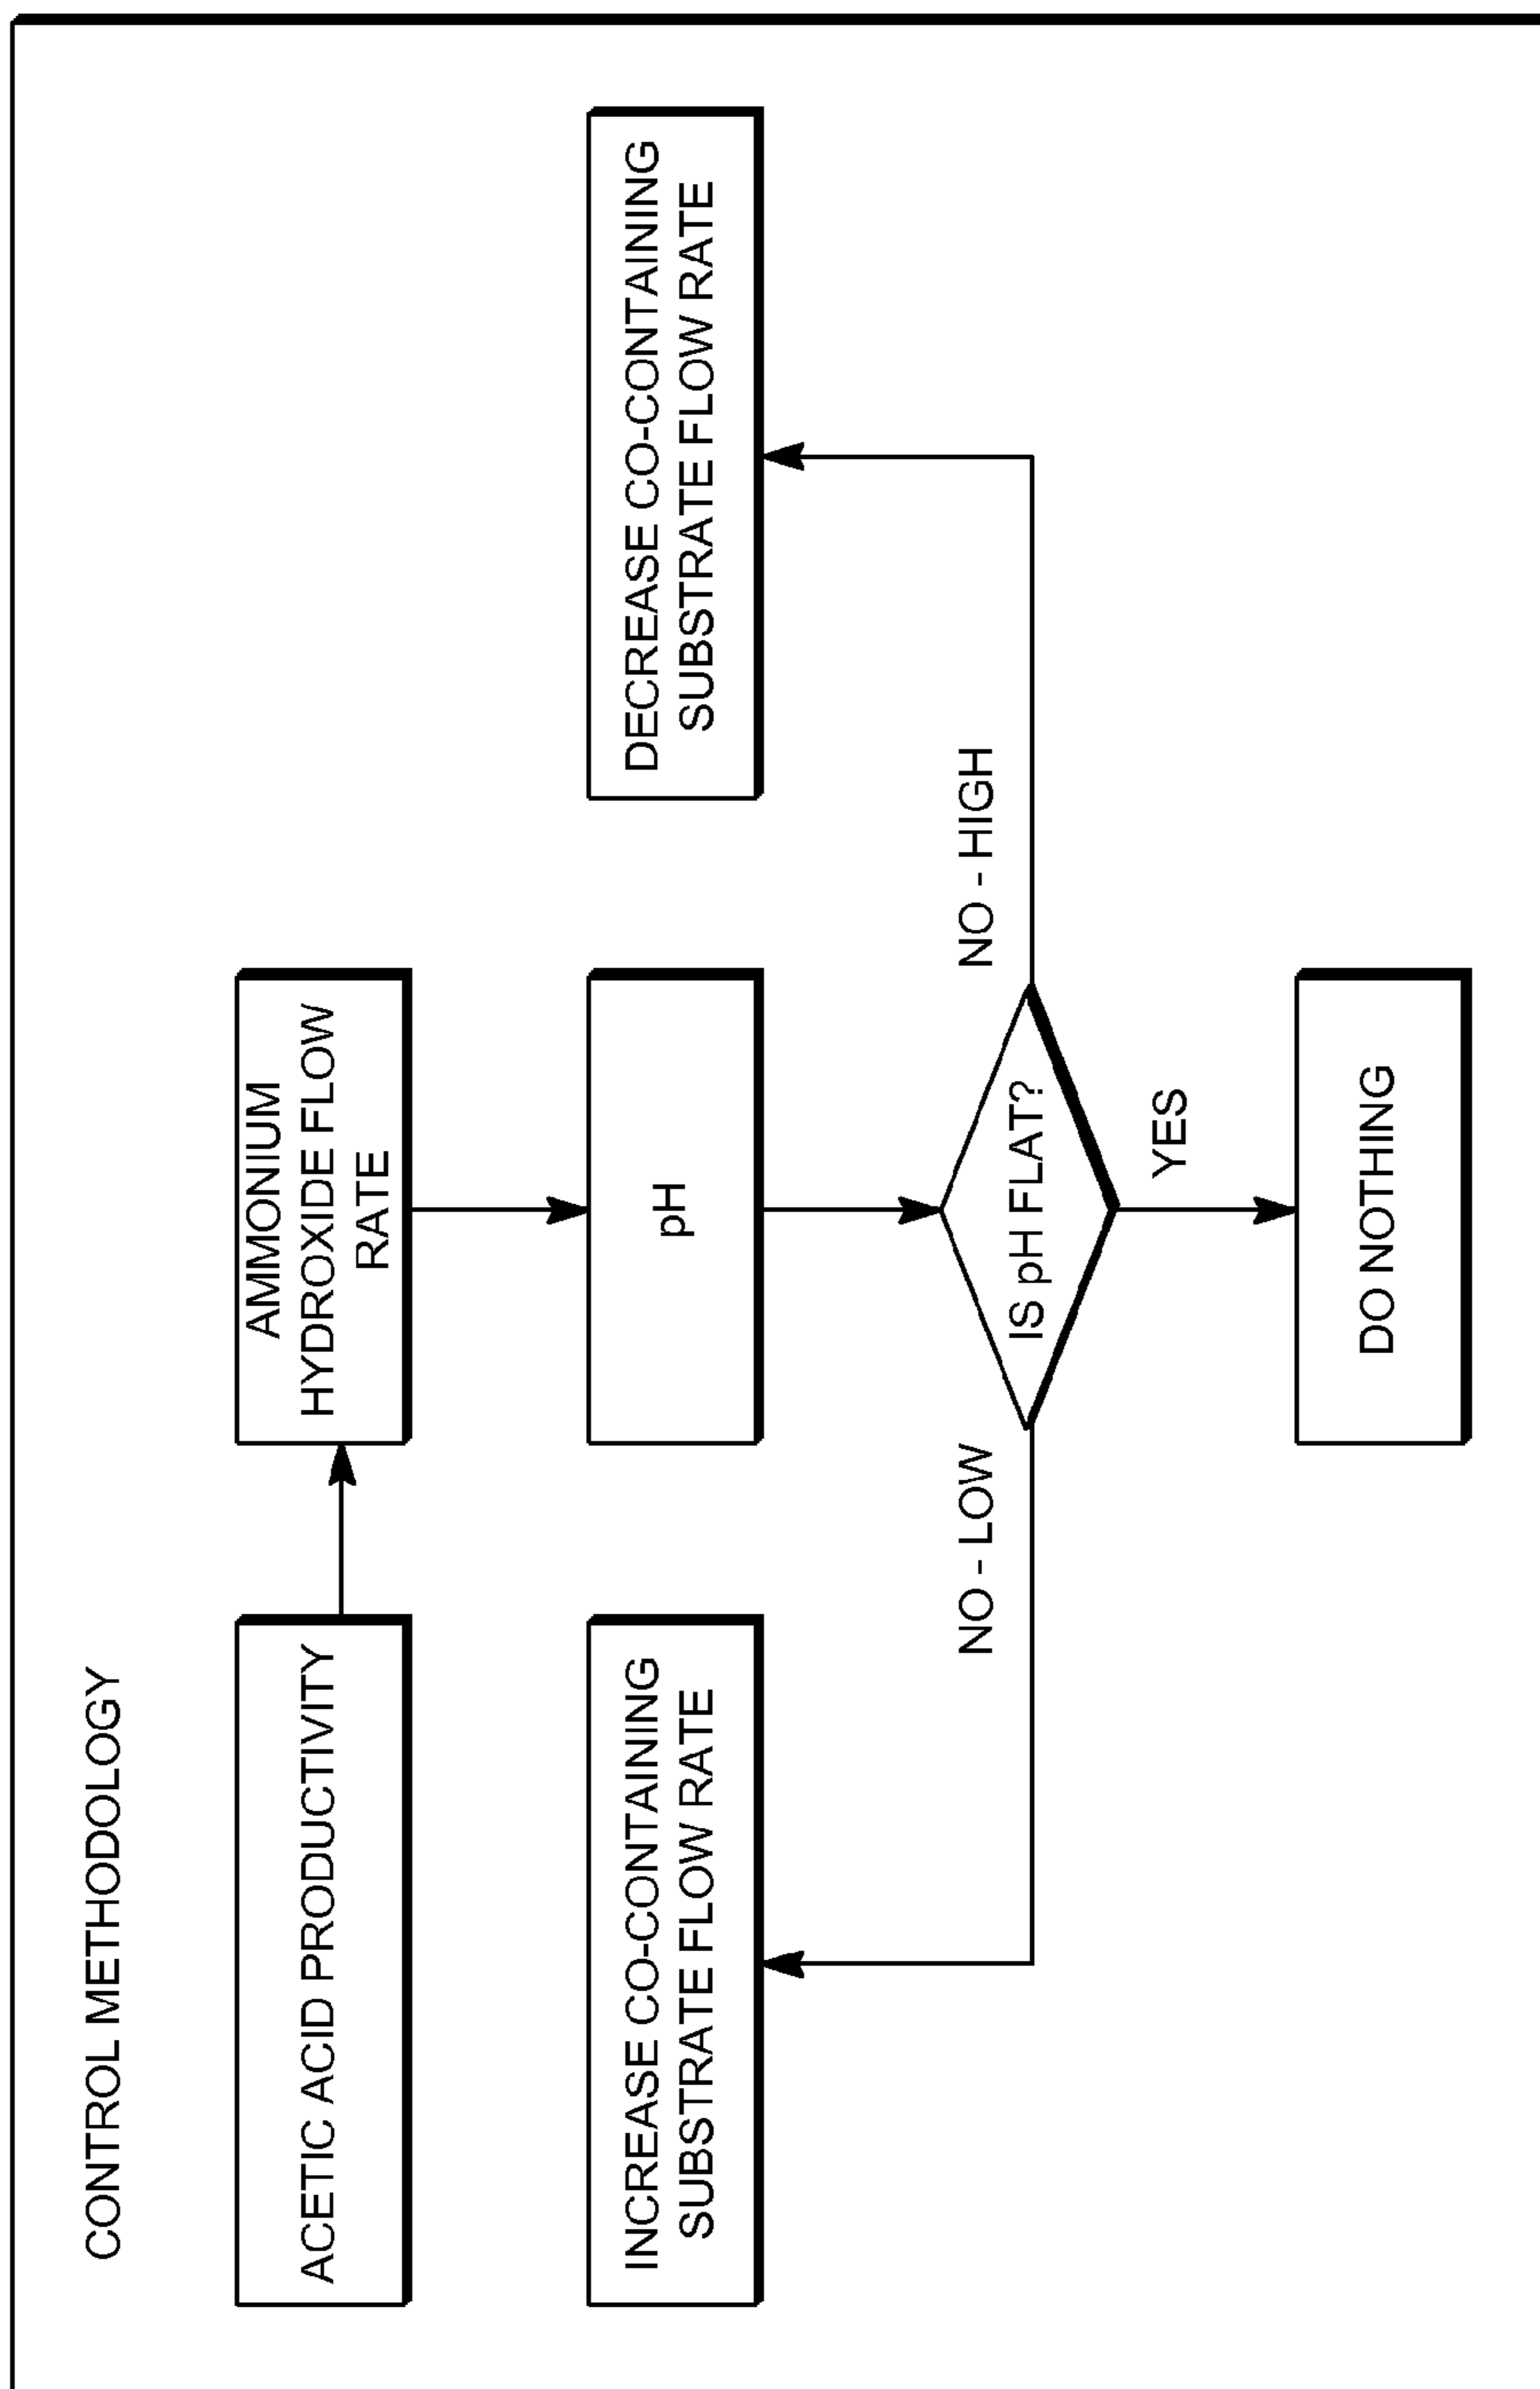 CONTROL METHODOLOGY
ACETIC ACID PRODUCTIVITY
AMMONIUM
HYDROXIDE FLOW
RATE
INCREASE CO-CONTAINING
SUBSTRATE FLOW RATE
pH
DECREASE CO-CONTAINING
SUBSTRATE FLOW RATE
NO - LOW
IS pH FLAT?
NO - HIGH
YES
DO NOTHING